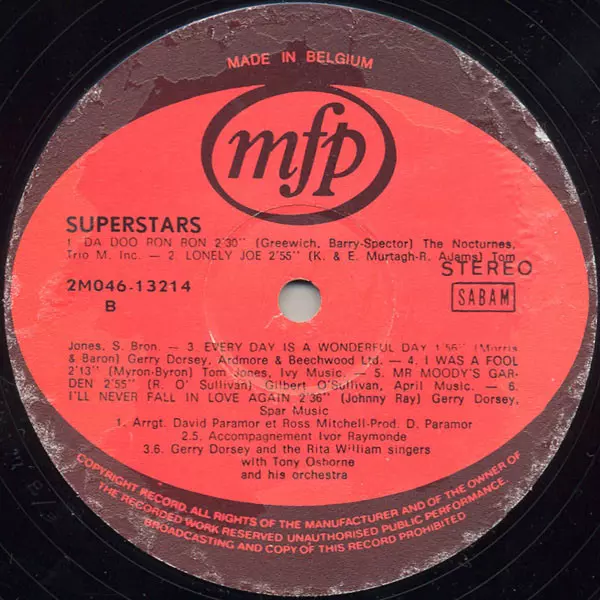 MADE IN BELGIUM
mfp
SUPERSTARS
1. DA DOO RON RON 2'30" (Greewich, Barry-Spector) The Nocturnes,
Trio M. Inc. — 2. LONELY JOE 2'55" (K. & E. Murtagh-R. Adams) Tom
STEREO
2M046-13214
B
SABAM
Jones, S. Bron. — 3. EVERY DAY IS A WONDERFUL DAY 1'56" (Morris
& Baron) Gerry Dorsey, Ardmore & Beechwood Ltd. — 4. I WAS A FOOL
2'13" (Myron-Byron) Tom Jones, Ivy Music. — 5. MR MOODY'S GAR-
DEN 2'55" (R. O' Sullivan) Gilbert O'Sullivan, April Music. — 6.
I'LL NEVER FALL IN LOVE AGAIN 2'36" (Johnny Ray) Gerry Dorsey,
Spar Music
1. Arrgt. David Paramor et Ross Mitchell-Prod. D. Paramor
2.5. Accompagnement Ivor Raymonde
3.6. Gerry Dorsey and the Rita William singers
with Tony Osborne
and his orchestra
COPYRIGHT RECORD. ALL RIGHTS OF THE MANUFACTURER AND OF THE OWNER OF
THE RECORDED WORK RESERVED UNAUTHORISED PUBLIC PERFORMANCE.
BROADCASTING AND COPY OF THIS RECORD PROHIBITED